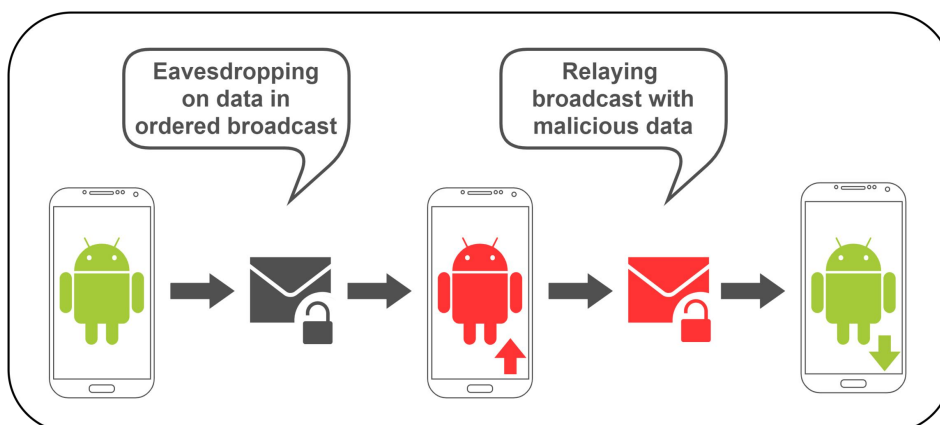 Eavesdropping
on data in
ordered broadcast
Relaying
broadcast with
malicious data